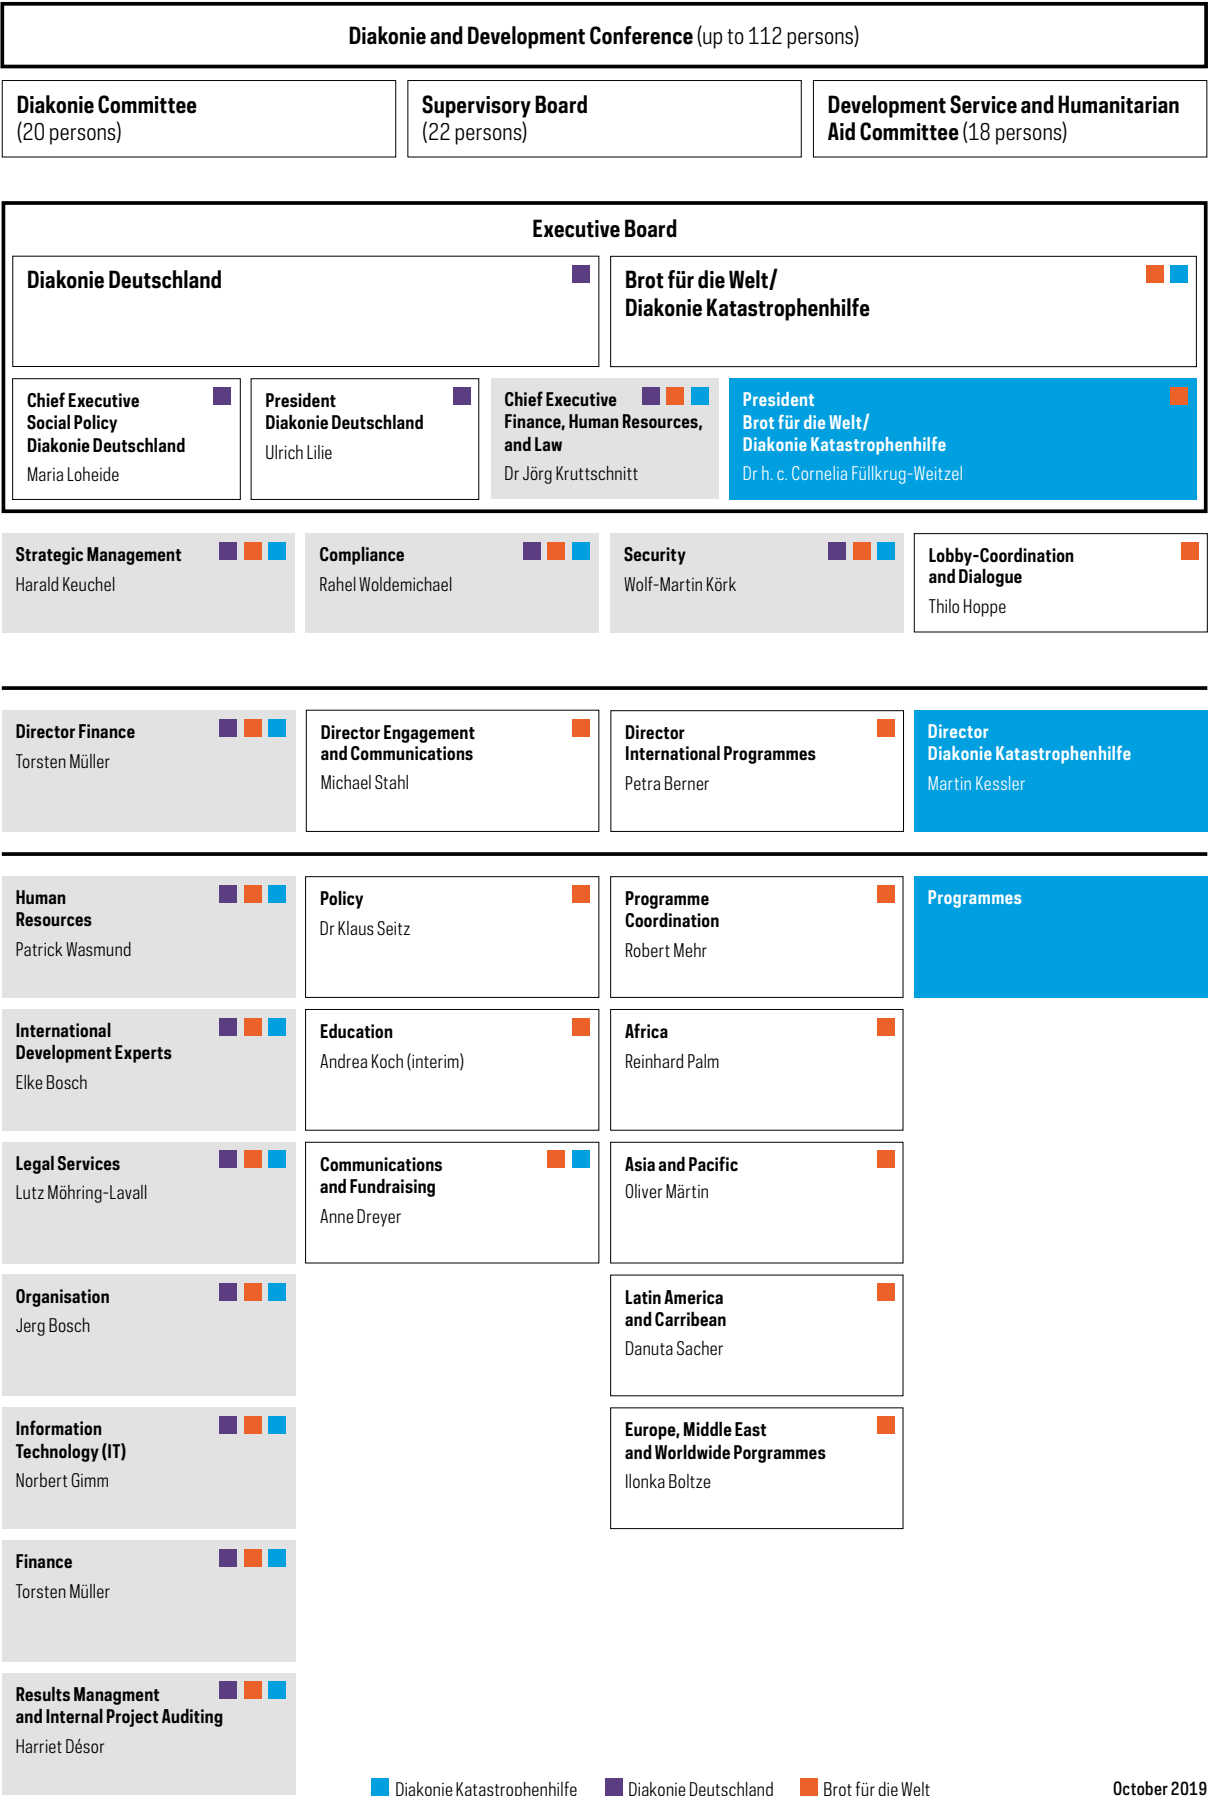 Diakonie and Development Conference (up to 112 persons)
Diakonie Committee
(20 persons)
Supervisory Board
(22 persons)
Development Service and Humanitarian
Aid Committee (18 persons)
Executive Board
Diakonie Deutschland
Brot für die Welt/
Diakonie Katastrophenhilfe
Chief Executive
Social Policy
Diakonie Deutschland
Maria Loheide
President
Diakonie Deutschland
Ulrich Lilie
Chief Executive
Finance, Human Resources,
and Law
Dr Jörg Kruttschnitt
President
Brot für die Welt/
Diakonie Katastrophenhilfe
Dr h. c. Cornelia Füllkrug-Weitzel
Strategic Management
Harald Keuchel
Compliance
Rahel Woldemichael
Security
Wolf-Martin Körk
Lobby-Coordination
and Dialogue
Thilo Hoppe
Director Finance
Torsten Müller
Director Engagement
and Communications
Michael Stahl
Director
International Programmes
Petra Berner
Director
Diakonie Katastrophenhilfe
Martin Kessler
Human
Resources
Patrick Wasmund
Policy
Dr Klaus Seitz
Programme
Coordination
Robert Mehr
Programmes
International
Development Experts
Elke Bosch
Education
Andrea Koch (interim)
Africa
Reinhard Palm
Legal Services
Lutz Möhring-Lavall
Communications
and Fundraising
Anne Dreyer
Asia and Pacific
Oliver Märtin
Organisation
Jerg Bosch
Latin America
and Carribean
Danuta Sacher
Information
Technology (IT)
Norbert Gimm
Europe, Middle East
and Worldwide Porgrammes
Ilonka Boltze
Finance
Torsten Müller
Results Managment
and Internal Project Auditing
Harriet Désor
Diakonie Katastrophenhilfe
Diakonie Deutschland
Brot für die Welt
October 2019